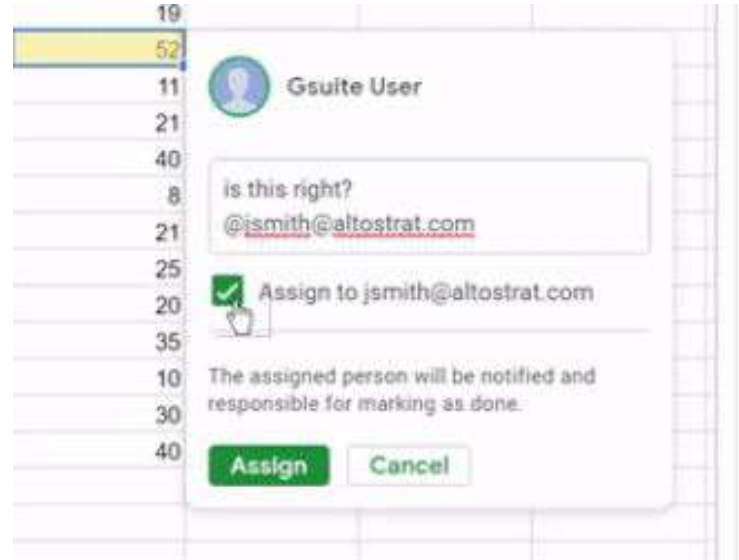 19
52
Gsuite User
11
21
40
is this right?
8
@jsmith@altostrat.com
21
25
Assign to jsmith@altostrat.com
20
35
The assigned person will be notified and
10
responsible for marking as done.
30
40
Assign Cancel